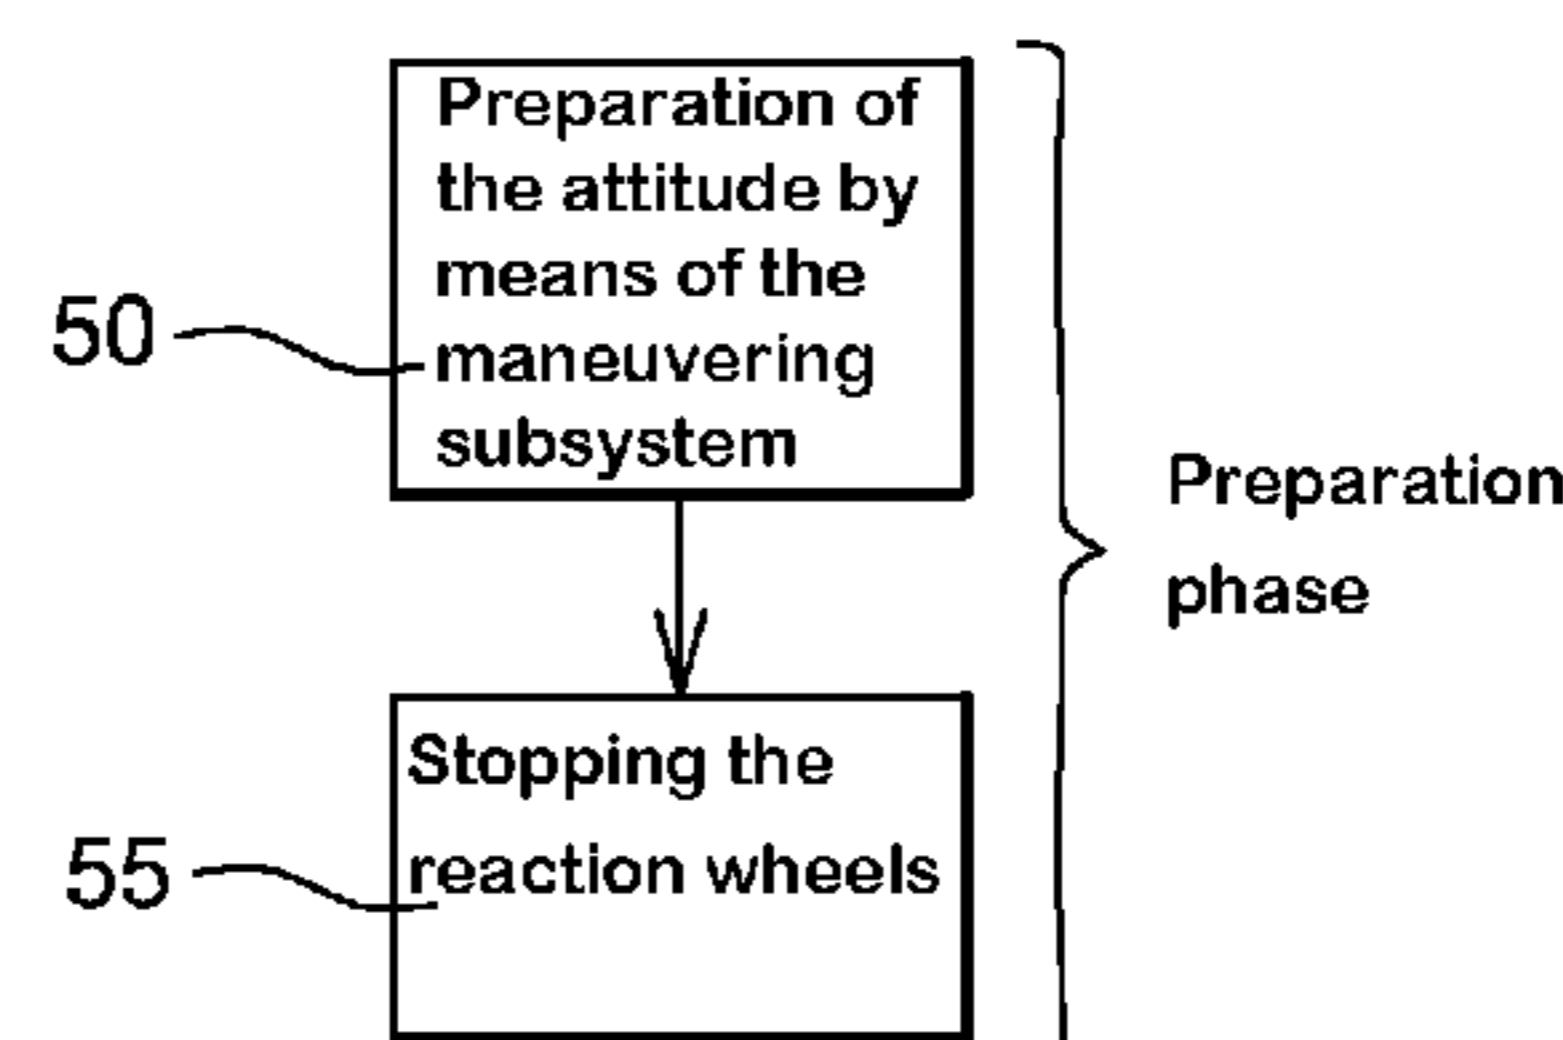 Preparation of
the attitude by
means of the
maneuvering
subsystem
50
Preparation
phase
Stopping the
reaction wheels
55